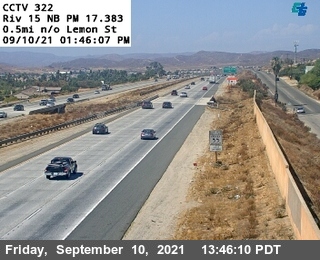 CCTV 322
Riv 15 NB PM 17.383
0.5mi n/o Lemon St
09/10/21 01:46:07 PM
Friday, September 10, 2021 13:46:10 PDT